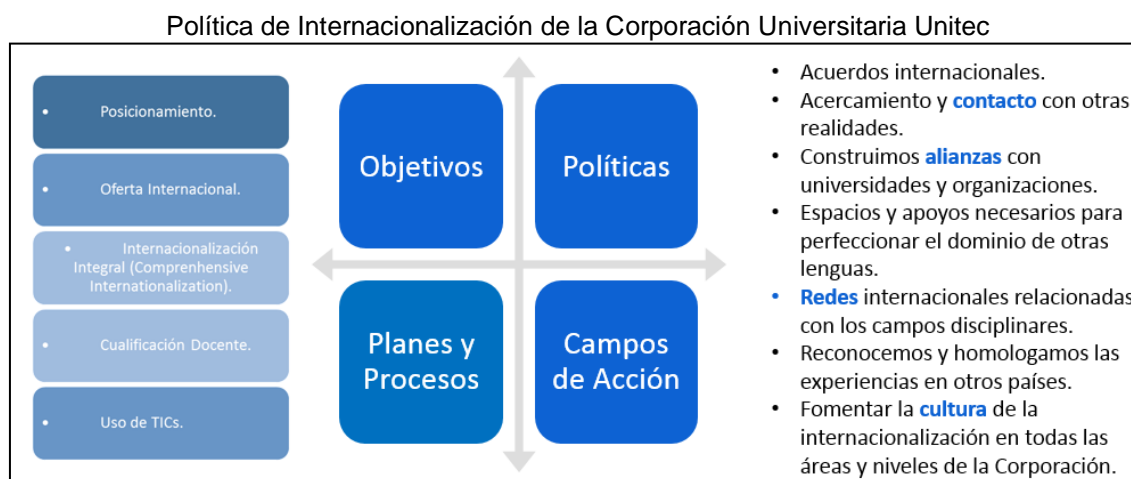 Política de Internacionalización de la Corporación Universitaria Unitec
• Posicionamiento.
• Oferta Internacional.
• Internacionalización
Integral (Comprenhensive
Internationalization).
• Cualificación Docente.
• Uso de TICs.
Objetivos
Políticas
Planes y
Procesos
Campos
de Acción
• Acuerdos internacionales.
• Acercamiento y contacto con otras
realidades.
• Construimos alianzas con
universidades y organizaciones.
• Espacios y apoyos necesarios para
perfeccionar el dominio de otras
lenguas.
• Redes internacionales relacionadas
con los campos disciplinares.
• Reconocemos y homologamos las
experiencias en otros países.
• Fomentar la cultura de la
internacionalización en todas las
áreas y niveles de la Corporación.